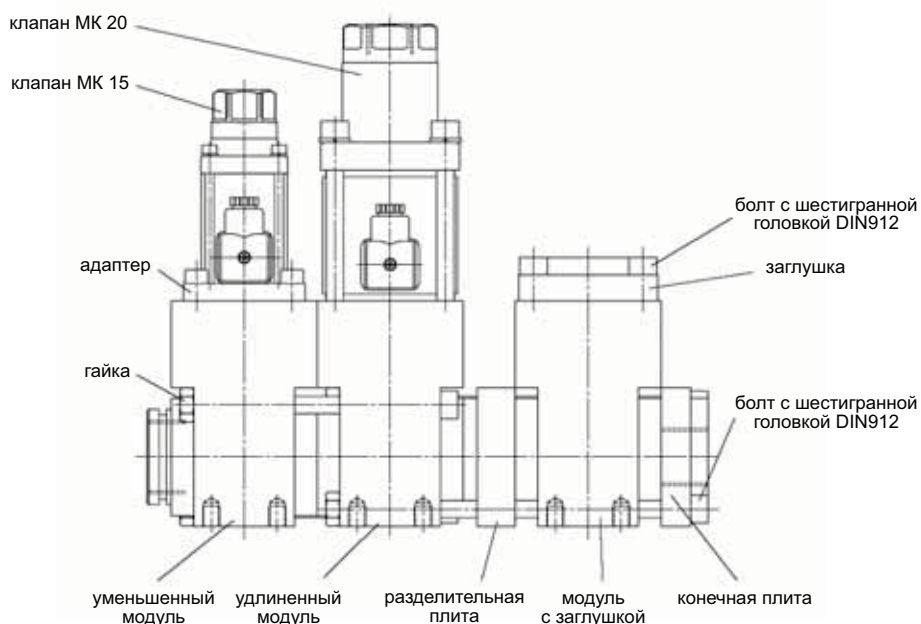 клапан МК 20
клапан МК 15
адаптер
гайка
болт с шестигранной
головкой DIN912
заглушка
болт с шестигранной
головкой DIN912
уменьшенный
модуль
удлиненный
модуль
разделительная
плита
модуль
с заглушкой
конечная плита